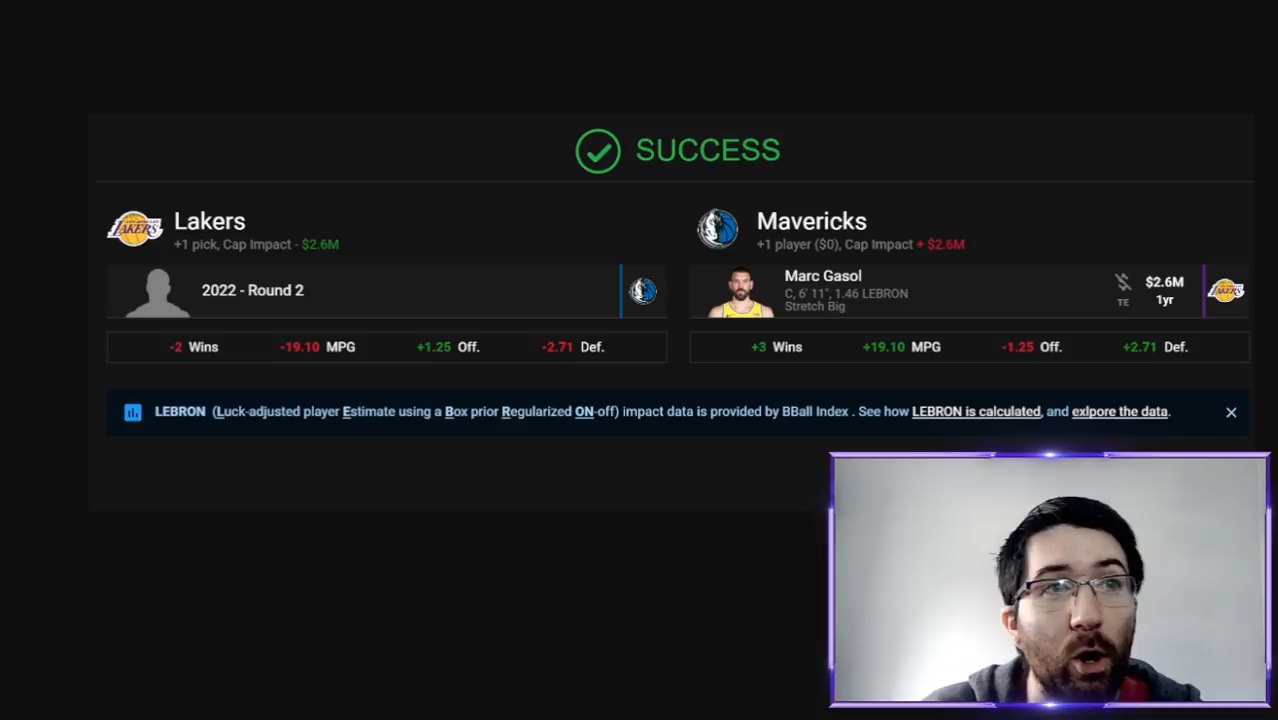 SUCCESS
Lakers
+1 pick, Cap Impact - $2.6M
2022 - Round 2
-2 Wins -19.10 MPG +1.25 Off. -2.71 Def.
Mavericks
+1 player ($0), Cap Impact + $2.6M
Marc Gasol
C, 6' 11", 1.46 LEBRON
Stretch Big
TE
$2.6M
1yr
+3 Wins +19.10 MPG -1.25 Off. +2.71 Def.
LEBRON (Luck-adjusted player Estimate using a Box prior Regularized ON-off) impact data is provided by BBall Index . See how LEBRON is calculated, and exlpore the data.
LAKERS
LAKERS